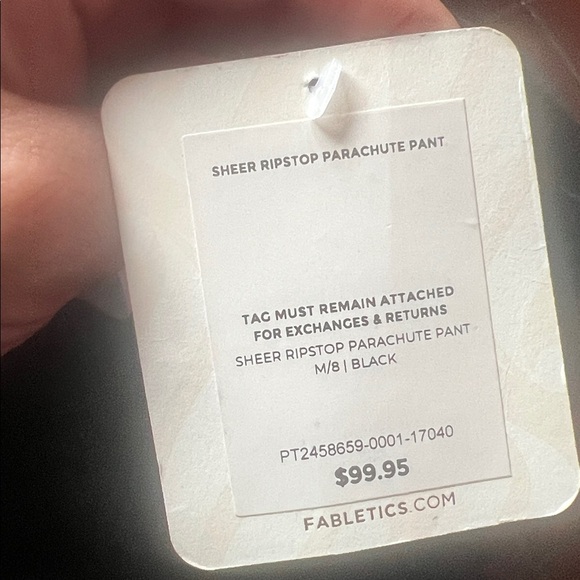 SHEER RIPSTOP PARACHUTE PANT
TAG MUST REMAIN ATTACHED
FOR EXCHANGES & RETURNS
SHEER RIPSTOP PARACHUTE PANT
M/8 | BLACK
PT2458659-0001-17040
$99.95
FABLETICS.COM